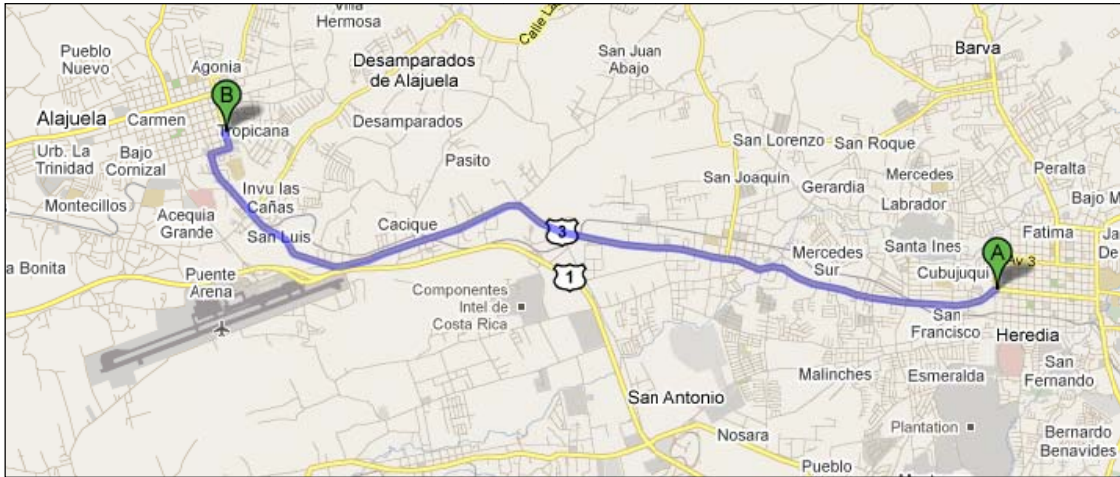 Villa
Hermosa
Calle La
Pueblo
Nuevo
Agonia
Desamparados
de Alajuela
San Juan
Abajo
Barva
B
Alajuela
Carmen
Tropicana
Desamparados
Urb. La
Trinidad
Bajo
Cornizal
Pasito
San Lorenzo
San Roque
Peralta
Montecillos
Invu las
Cañas
San Joaquin
Gerardia
Mercedes
Labrador
Bajo M
Acequia
Grande
Cacique
San Luis
3
Fatima
Ja
De
a Bonita
Puente
Arena
1
Mercedes
Sur
Santa Ines
A
Av 3
Cubujuqui
Componentes
Intel de
Costa Rica
San
Francisco
Heredia
Malinches
Esmeralda
San
Fernando
San Antonio
Plantation
Nosara
Bernardo
Benavides
Pueblo